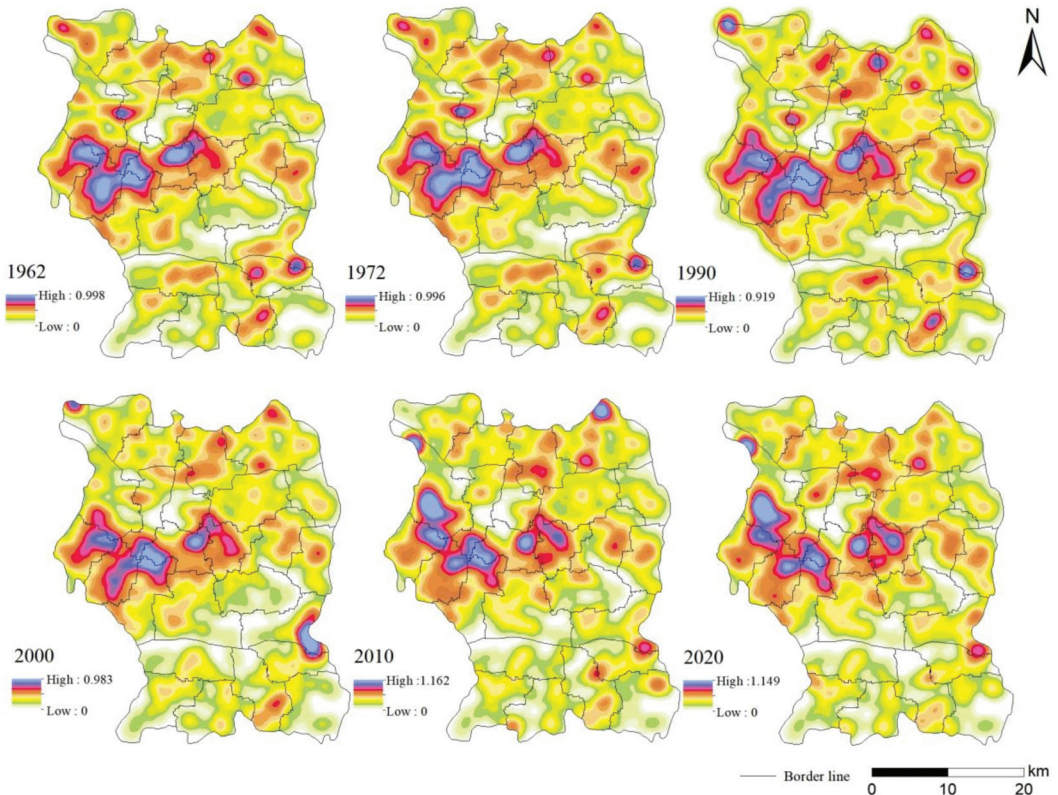 N
1962
High : 0.998
Low : 0
1972
High : 0.996
Low : 0
1990
High : 0.919
Low : 0
2000
High : 0.983
Low : 0
2010
High :1.162
Low : 0
2020
High :1.149
Low : 0
Border line
km
0 10 20